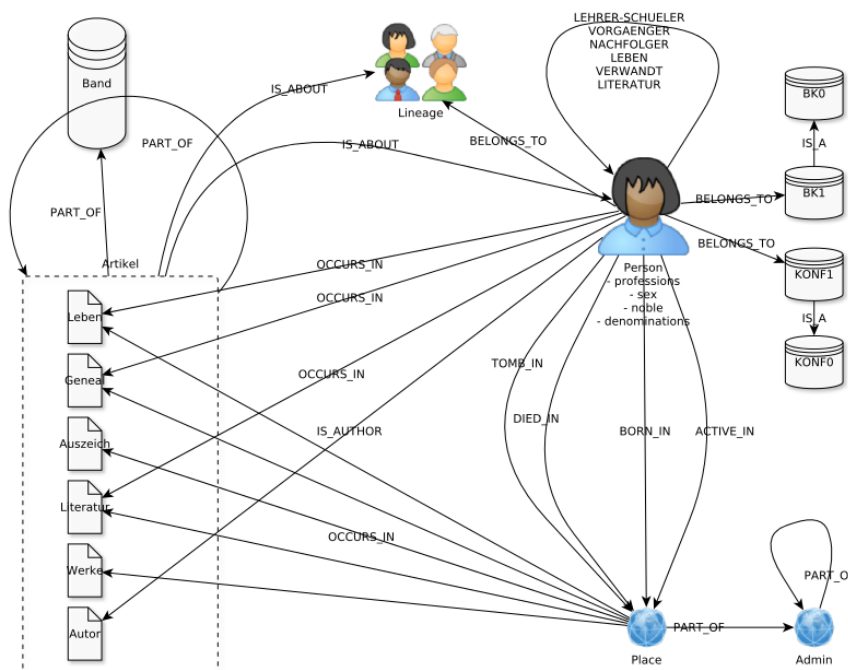 LEHRER-SCHUELER
VORGAENGER
NACHFOLGER
LEBEN
VERWANDT
LITERATUR
Band
IS_ABOUT
Lineage
BK0
PART_OF
IS_ABOUT
BELONGS_TO
IS_A
BK1
BELONGS_TO
PART_OF
BELONGS_TO
Artikel
OCCURS_IN
Person
- professions
- sex
- noble
- denominations
KONF1
OCCURS_IN
Leben
IS_A
KONF0
TOMB_IN
OCCURS_IN
Geneal
DIED_IN
BORN_IN
ACTIVE_IN
IS_AUTHOR
Auszeich
Literatur
OCCURS_IN
Werke
PART_O
Autor
PART_OF
Place
Admin